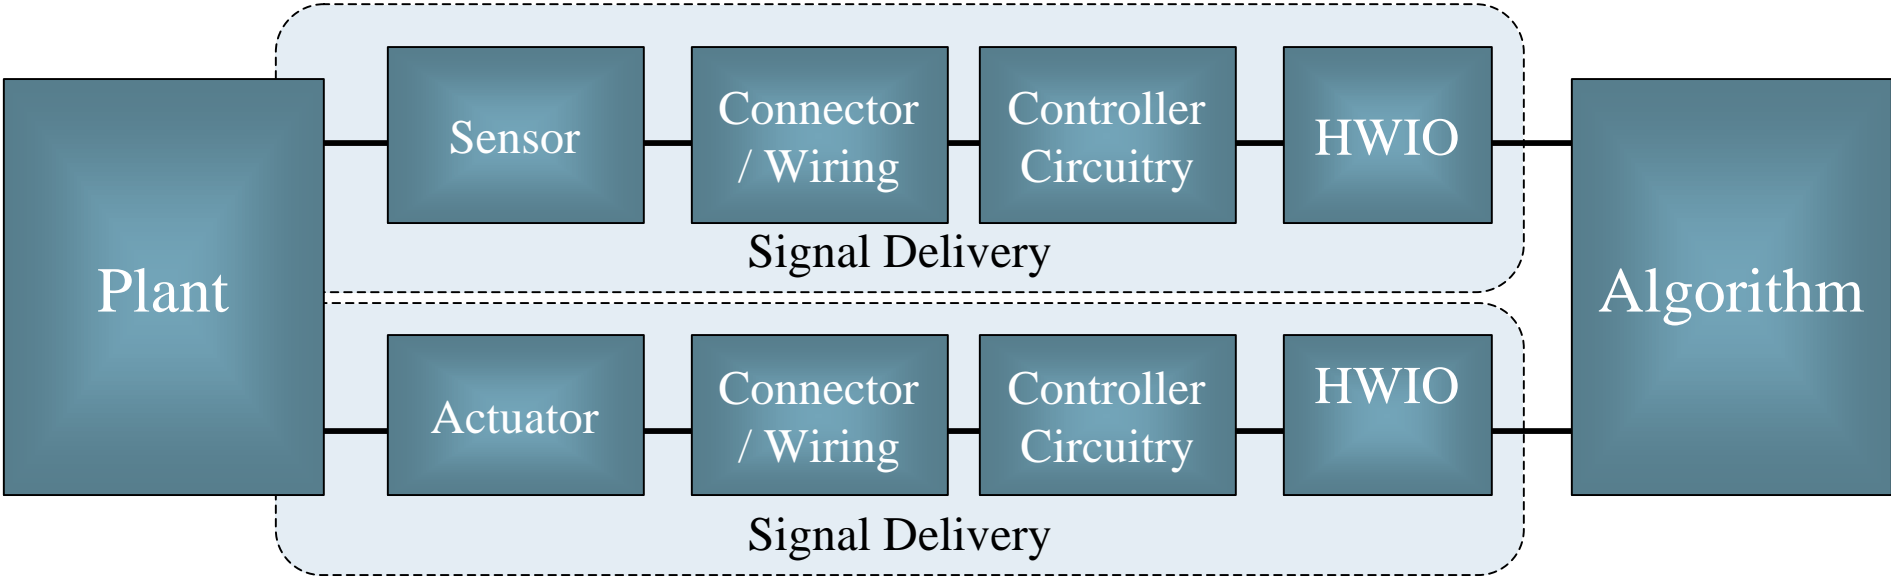 Plant
Sensor
Connector
/ Wiring
Controller
Circuitry
HWIO
Signal Delivery
Algorithm
Actuator
Connector
/ Wiring
Controller
Circuitry
HWIO
Signal Delivery